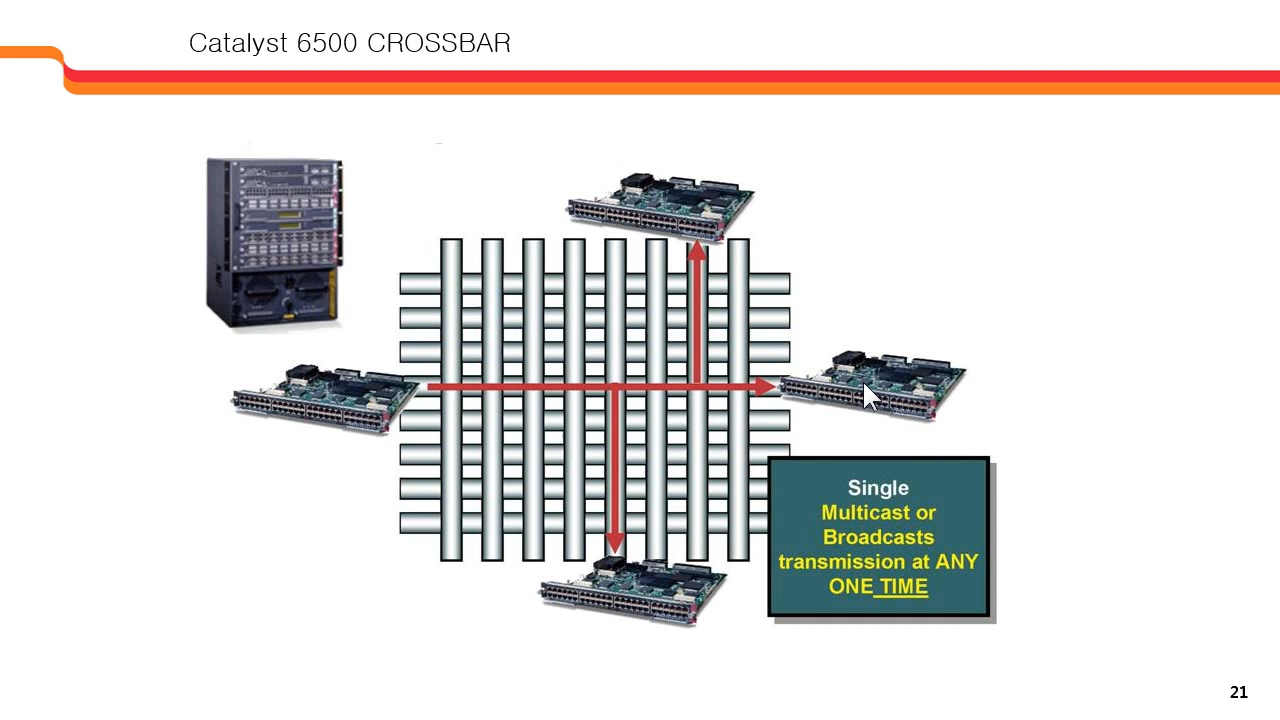 Catalyst 6500 CROSSBAR
Single
Multicast or
Broadcasts
transmission at ANY
ONE TIME
21